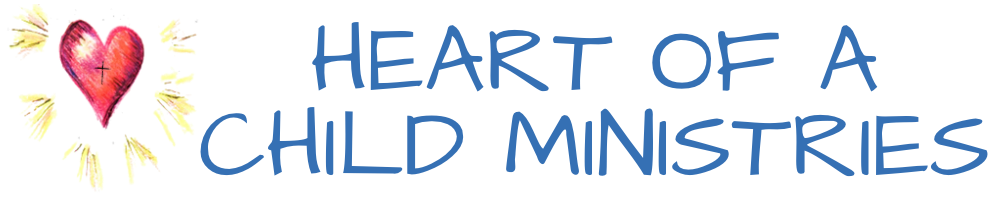 HEART OF A
CHILD MINISTRIES